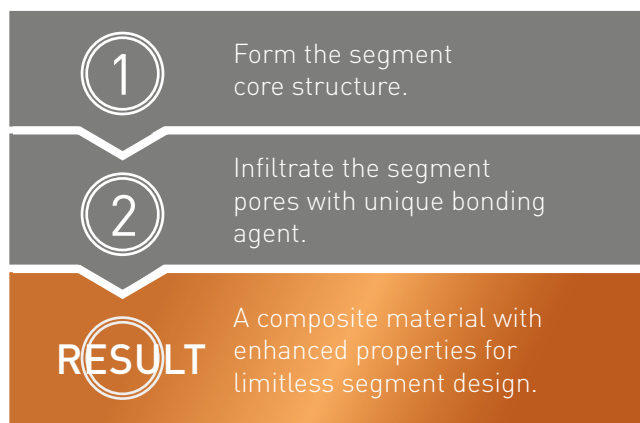 1
Form the segment
core structure.
2
Infiltrate the segment
pores with unique bonding
agent.
RESULT
A composite material with
enhanced properties for
limitless segment design.